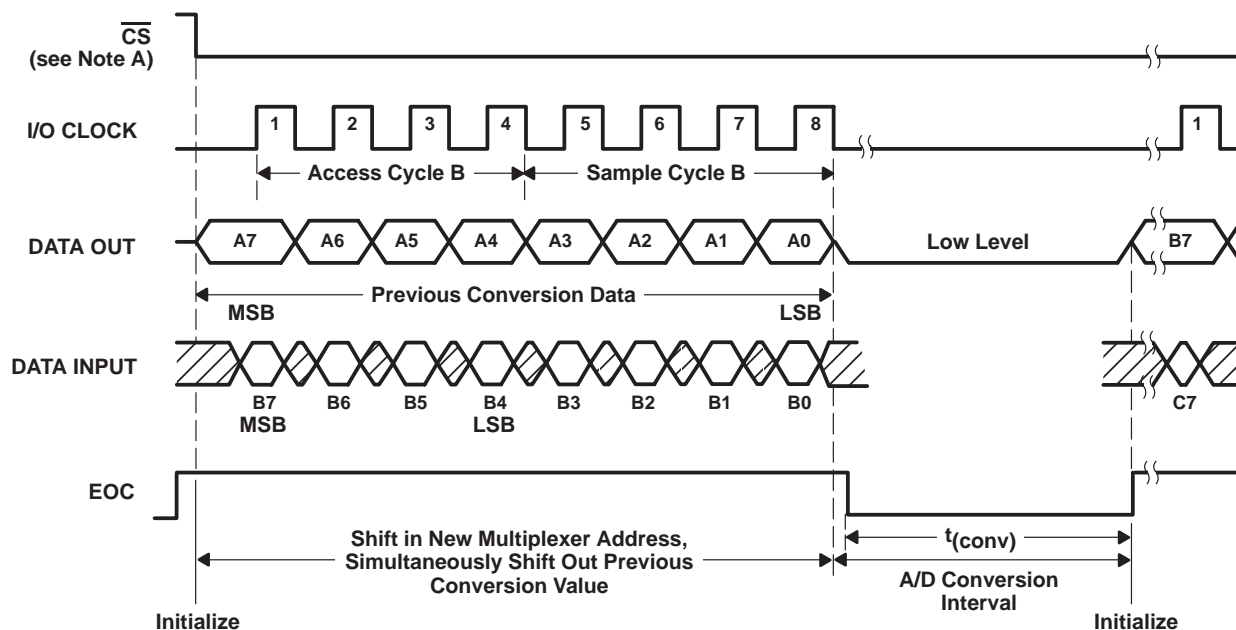 CS
(see Note A)
I/O CLOCK
1 2 3 4 5 6 7 8 1
Access Cycle B Sample Cycle B
DATA OUT
A7 A6 A5 A4 A3 A2 A1 A0 Low Level B7
Previous Conversion Data
MSB LSB
DATA INPUT
B7 B6 B5 B4 B3 B2 B1 B0 C7
MSB LSB
EOC
Shift in New Multiplexer Address,
Simultaneously Shift Out Previous
Conversion Value
t(conv)
A/D Conversion
Interval
Initialize Initialize